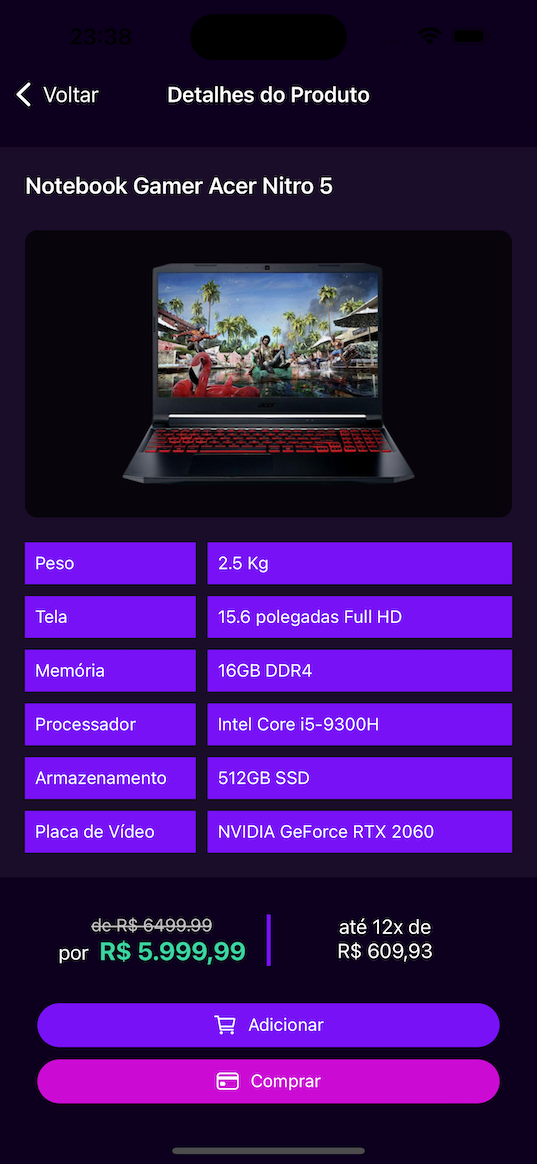 23:38
Voltar
Detalhes do Produto
Notebook Gamer Acer Nitro 5
acer
Peso
2.5 Kg
Tela
15.6 polegadas Full HD
Memória
16GB DDR4
Processador
Intel Core i5-9300H
Armazenamento
512GB SSD
Placa de Vídeo
NVIDIA GeForce RTX 2060
de R$ 6499.99
por R$ 5.999,99
até 12x de
R$ 609,93
Adicionar
Comprar